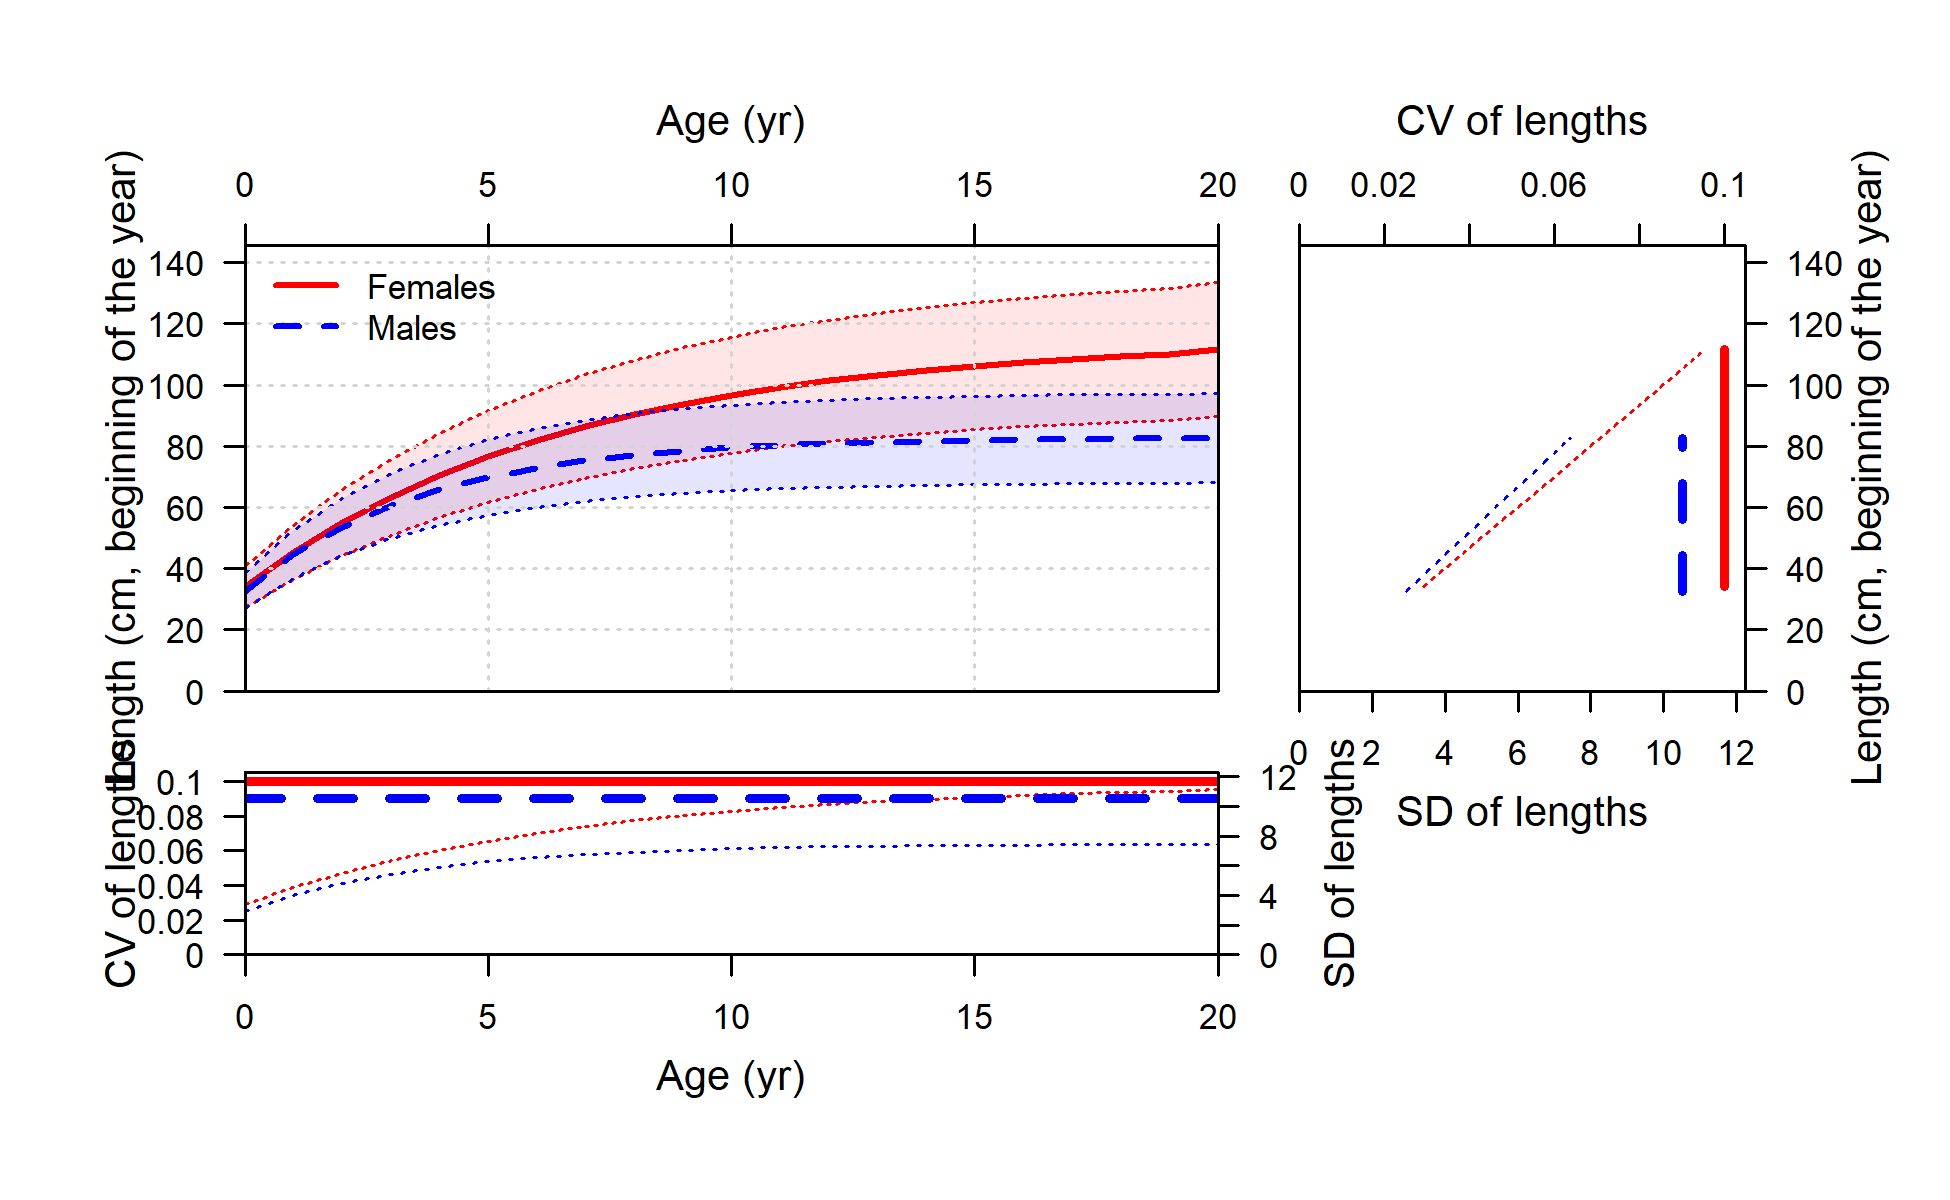 Age (yr)
CV of lengths
0 5 10 15 20
0 0.02 0.06 0.1
Length (cm, beginning of the year)
140
120
100
80
60
40
20
0
Females
Males
140
120
100
80
60
40
20
0
Length (cm, beginning of the year)
0 2 4 6 8 10 12
SD of lengths
CV of lengths
0.1
0.08
0.06
0.04
0.02
0
12
8
4
0
SD of lengths
0 5 10 15 20
Age (yr)